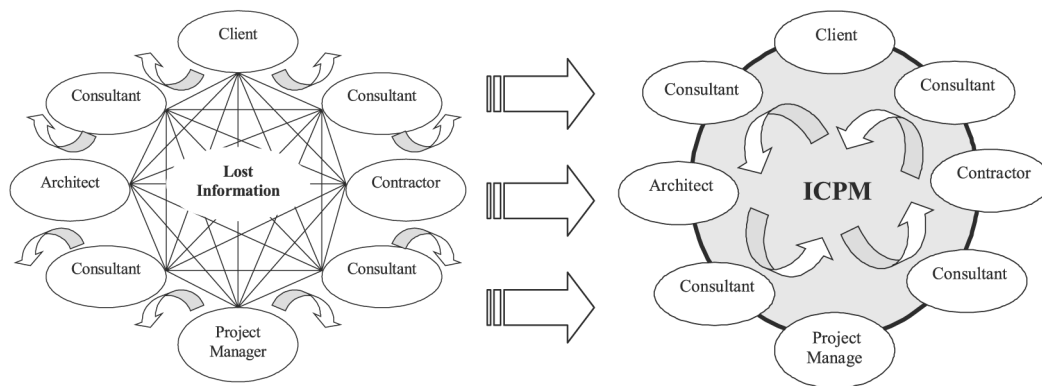 Client
Consultant
Consultant
Architect
Lost
Information
Contractor
Consultant
Consultant
Project
Manager
Client
Consultant
Consultant
Architect
ICPM
Contractor
Consultant
Consultant
Project
Manage